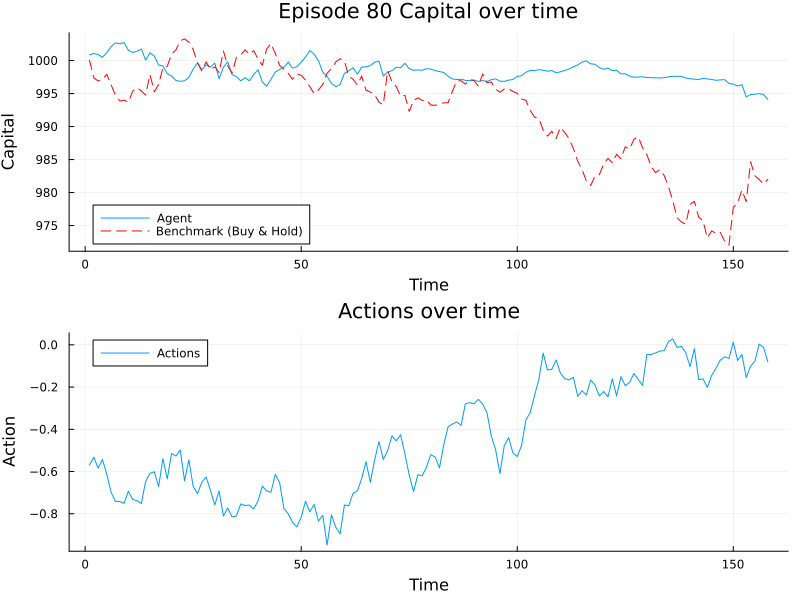 Episode 80 Capital over time
1000
995
990
985
980
975
Capital
Agent
Benchmark (Buy & Hold)
0 50 100 150
Time
Actions over time
0.0
−0.2
−0.4
−0.6
−0.8
Action
Actions
0 50 100 150
Time